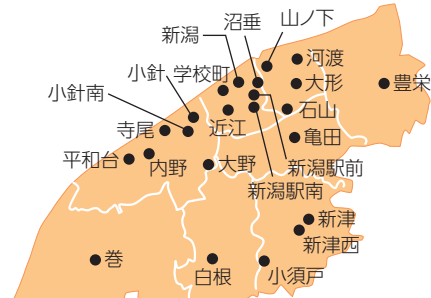 山ノ下
沼垂
新潟
河渡
小針
学校町
大形
豊栄
小針南
石山
近江
寺尾
亀田
平和台
内野
大野
新潟駅前
新潟駅南
新津
新津西
巻
白根
小須戸